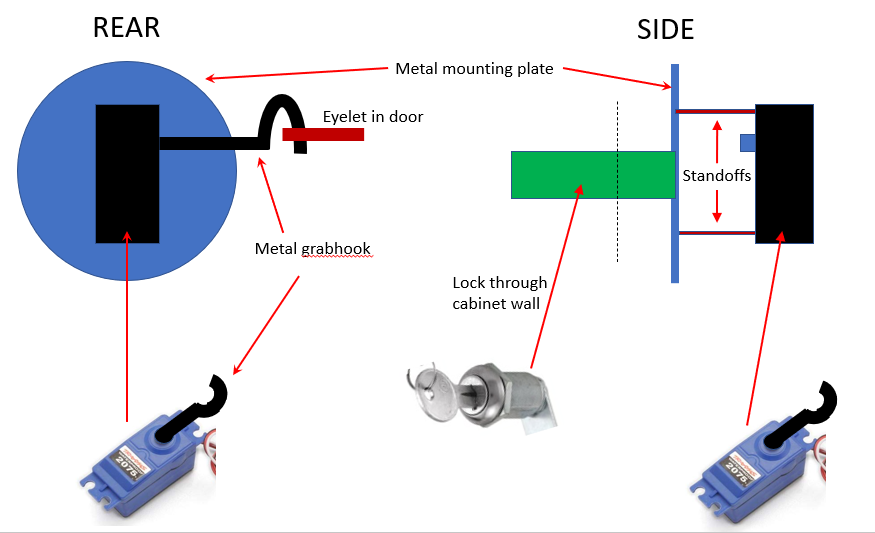 REAR
SIDE
Metal mounting plate
Eyelet in door
Standoffs
Metal grabhook
Lock through
cabinet wall
2075
2075